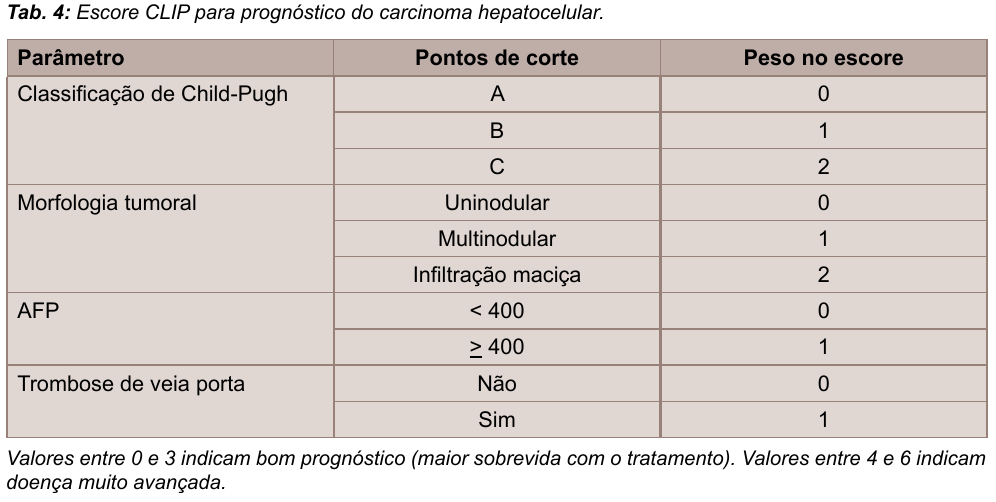 Tab. 4: Escore CLIP para prognóstico do carcinoma hepatocelular.
Parâmetro Pontos de corte Peso no escore
Classificação de Child-Pugh A 0
B 1
C 2
Morfologia tumoral Uninodular 0
Multinodular 1
Infiltração maciça 2
AFP < 400 0
≥ 400 1
Trombose de veia porta Não 0
Sim 1
Valores entre 0 e 3 indicam bom prognóstico (maior sobrevida com o tratamento). Valores entre 4 e 6 indicam
doença muito avançada.